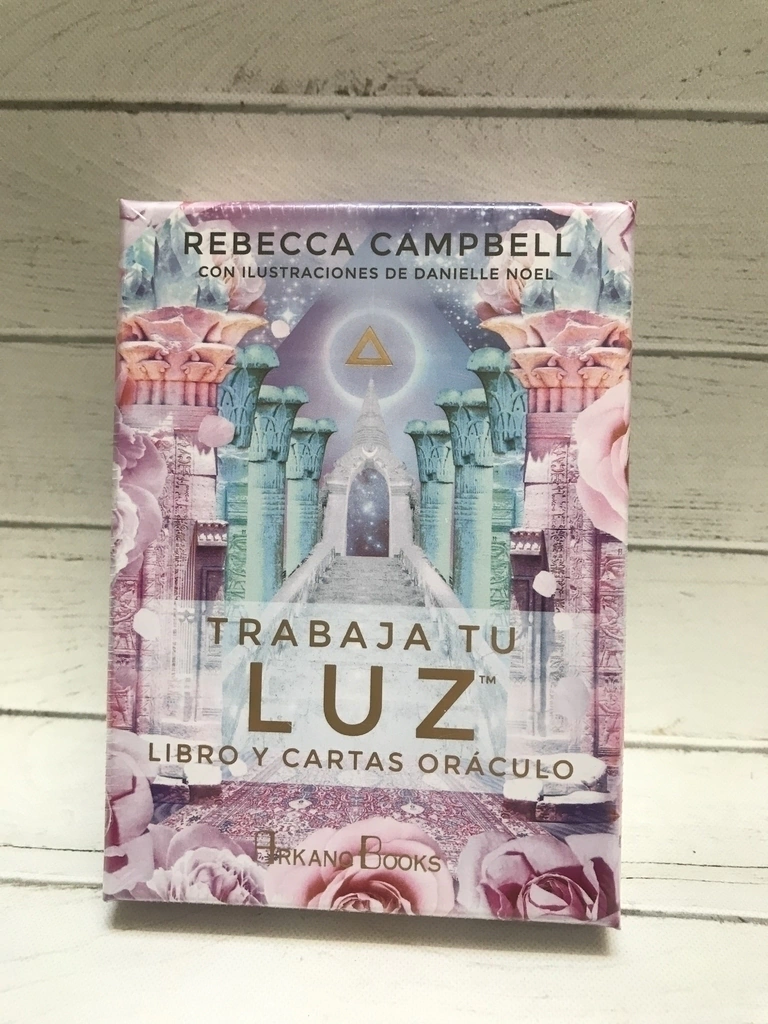 REBECCA CAMPBELL
CON ILUSTRACIONES DE DANIELLE NOEL
TRABAJA TU
LUZ™
LIBRO Y CARTAS ORÁCULO
ARKANO BOOKS